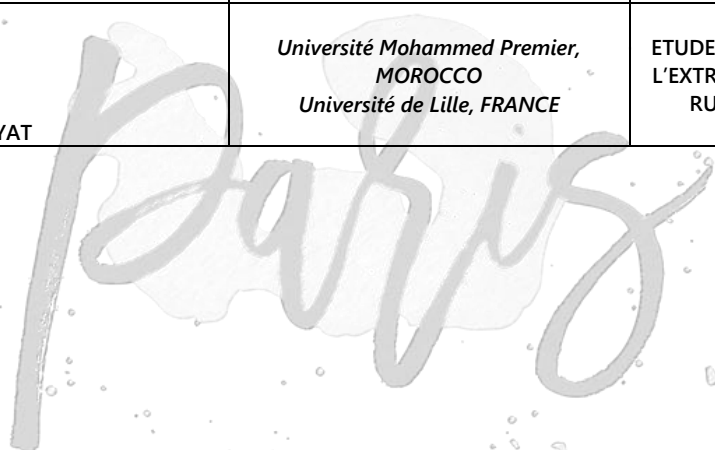 YAT
Université Mohammed Premier,
MOROCCO
Université de Lille, FRANCE
ETUDE
L'EXTR
RU
paris